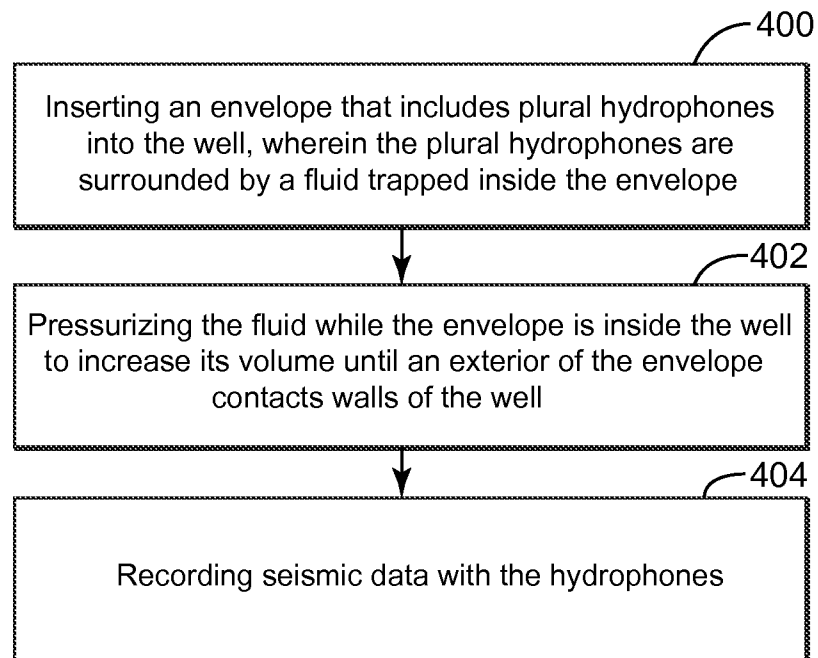 400
Inserting an envelope that includes plural hydrophones
into the well, wherein the plural hydrophones are
surrounded by a fluid trapped inside the envelope
402
Pressurizing the fluid while the envelope is inside the well
to increase its volume until an exterior of the envelope
contacts walls of the well
404
Recording seismic data with the hydrophones